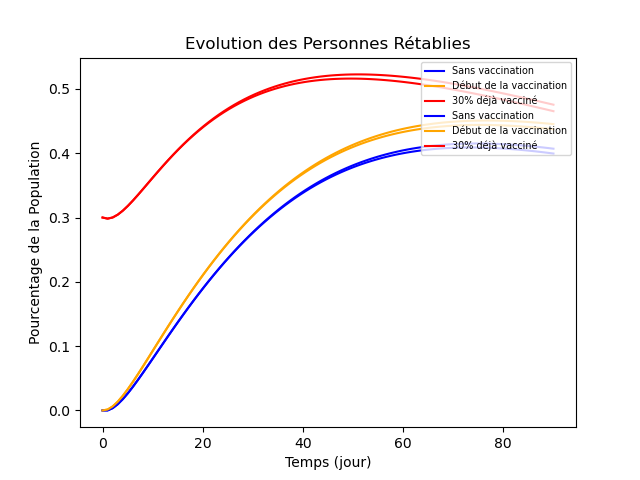 Evolution des Personnes Rétablies
Pourcentage de la Population
0.5
0.4
0.3
0.2
0.1
0.0
Sans vaccination
Début de la vaccination
30% déjà vacciné
Sans vaccination
Début de la vaccination
30% déjà vacciné
0
20
40
60
80
Temps (jour)